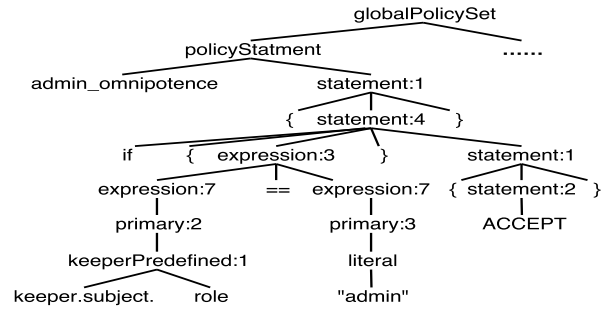 globalPolicySet
policyStatment ......
admin_omnipotence statement:1
{ statement:4 }
if { expression:3 } statement:1
expression:7 == expression:7 { statement:2 }
primary:2 primary:3 ACCEPT
keeperPredefined:1 literal
keeper.subject. role "admin"